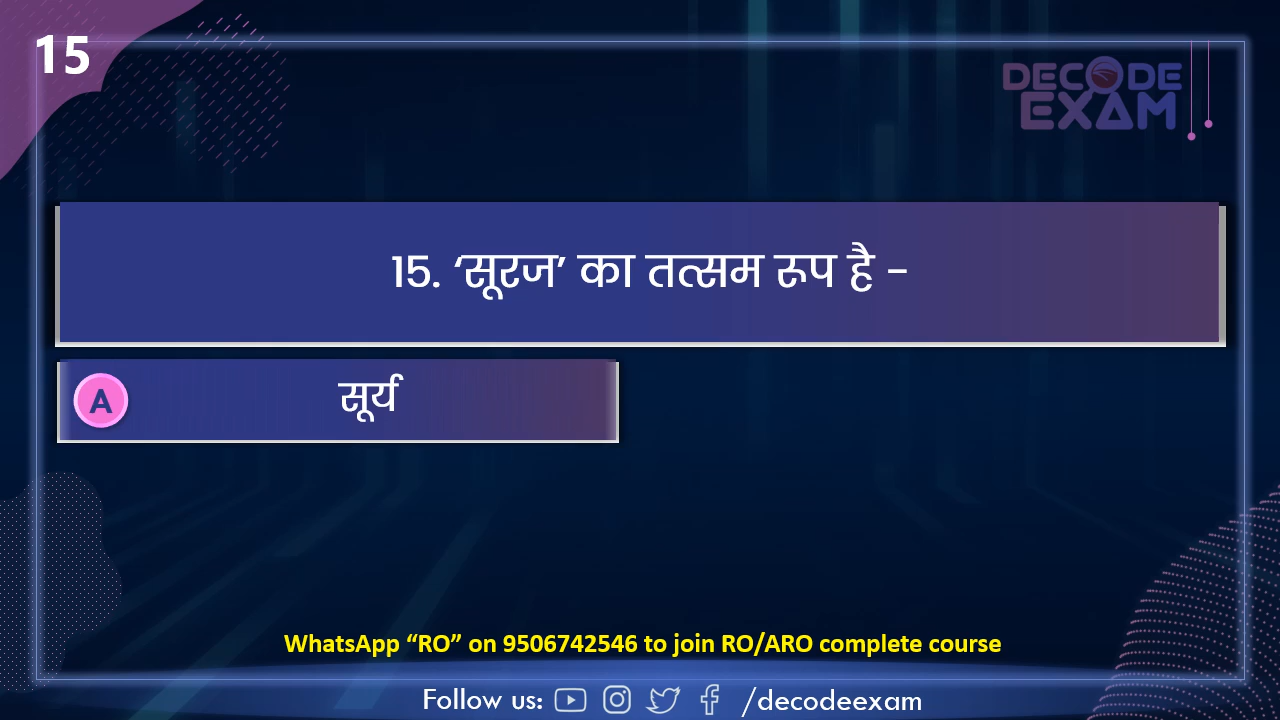 15
DECODE
EXAM
15. ‘सूरज’ का तत्सम रूप है –
A
सूर्य
WhatsApp “RO” on 9506742546 to join RO/ARO complete course
Follow us: /decodeexam